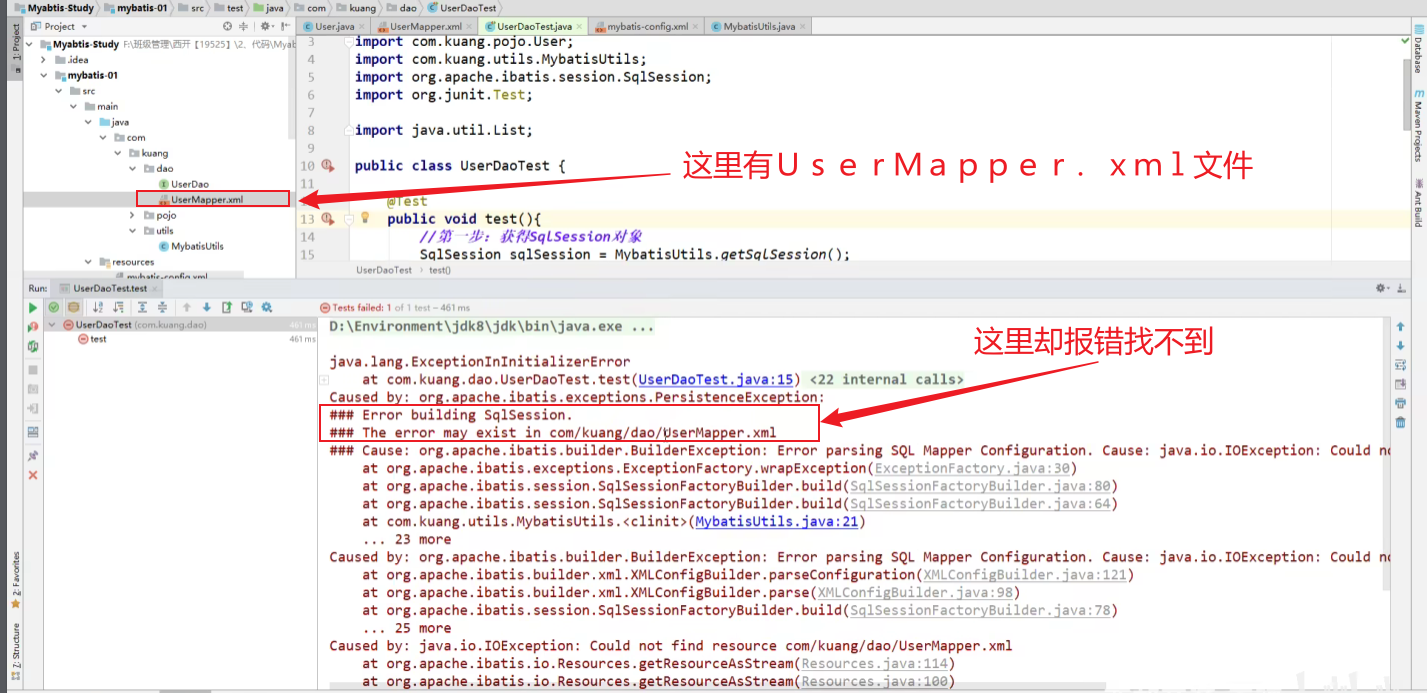 Myabtis-Study mybatis-01 src test java com kuang dao UserDaoTest
Project
User.java UserMapper.xml UserDaoTest.java mybatis-config.xml MybatisUtils.java
1: Project
Myabtis-Study F:\班级管理\西开【19525】\2、代码\Myab
.idea
mybatis-01
src
main
java
com
kuang
dao
UserDao
UserMapper.xml
pojo
utils
MybatisUtils
resources
mybatis-config.xml
3 import com.kuang.pojo.User;
4 import com.kuang.utils.MybatisUtils;
5 import org.apache.ibatis.session.SqlSession;
6 import org.junit.Test;
7
8 import java.util.List;
9
10 public class UserDaoTest {
11
@Test
13 public void test(){
14 //第一步：获得SqlSession对象
15 SqlSession sqlSession = MybatisUtils.getSqlSession();
UserDaoTest › test()
这里有UserMapper.xml文件
Database
Maven Projects
Ant Build
Run: UserDaoTest.test
Tests failed: 1 of 1 test – 461 ms
UserDaoTest (com.kuang.dao) 461 ms
test 461 ms
D:\Environment\jdk8\jdk\bin\java.exe ...
这里却报错找不到
java.lang.ExceptionInInitializerError
at com.kuang.dao.UserDaoTest.test(UserDaoTest.java:15) <22 internal calls>
Caused by: org.apache.ibatis.exceptions.PersistenceException:
### Error building SqlSession.
### The error may exist in com/kuang/dao/UserMapper.xml
### Cause: org.apache.ibatis.builder.BuilderException: Error parsing SQL Mapper Configuration. Cause: java.io.IOException: Could no
at org.apache.ibatis.exceptions.ExceptionFactory.wrapException(ExceptionFactory.java:30)
at org.apache.ibatis.session.SqlSessionFactoryBuilder.build(SqlSessionFactoryBuilder.java:80)
at org.apache.ibatis.session.SqlSessionFactoryBuilder.build(SqlSessionFactoryBuilder.java:64)
at com.kuang.utils.MybatisUtils.<clinit>(MybatisUtils.java:21)
... 23 more
Caused by: org.apache.ibatis.builder.BuilderException: Error parsing SQL Mapper Configuration. Cause: java.io.IOException: Could no
at org.apache.ibatis.builder.xml.XMLConfigBuilder.parseConfiguration(XMLConfigBuilder.java:121)
at org.apache.ibatis.builder.xml.XMLConfigBuilder.parse(XMLConfigBuilder.java:98)
at org.apache.ibatis.session.SqlSessionFactoryBuilder.build(SqlSessionFactoryBuilder.java:78)
... 25 more
Caused by: java.io.IOException: Could not find resource com/kuang/dao/UserMapper.xml
at org.apache.ibatis.io.Resources.getResourceAsStream(Resources.java:114)
at org.apache.ibatis.io.Resources.getResourceAsStream(Resources.java:100)
2: Favorites
7: Structure